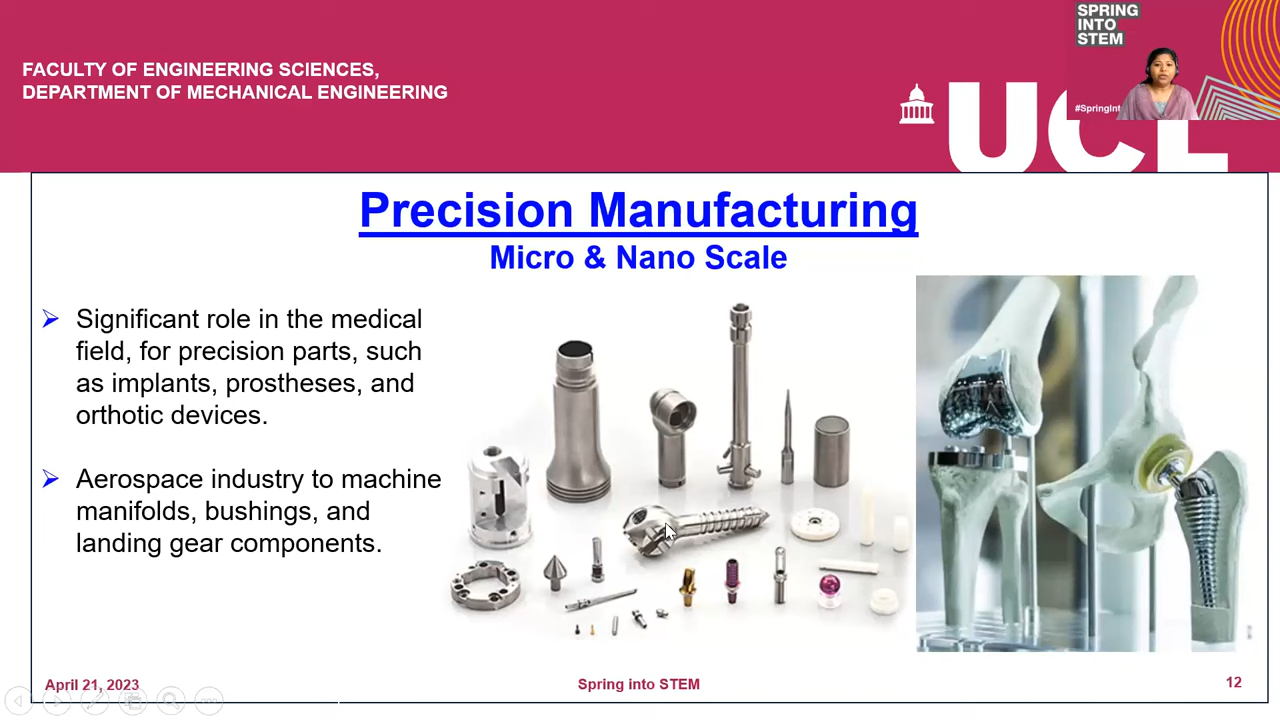 SPRING
INTO
STEM
FACULTY OF ENGINEERING SCIENCES,
DEPARTMENT OF MECHANICAL ENGINEERING
#SpringInt
UCL
Precision Manufacturing
Micro & Nano Scale
Significant role in the medical
field, for precision parts, such
as implants, prostheses, and
orthotic devices.
Aerospace industry to machine
manifolds, bushings, and
landing gear components.
April 21, 2023
Spring into STEM
12